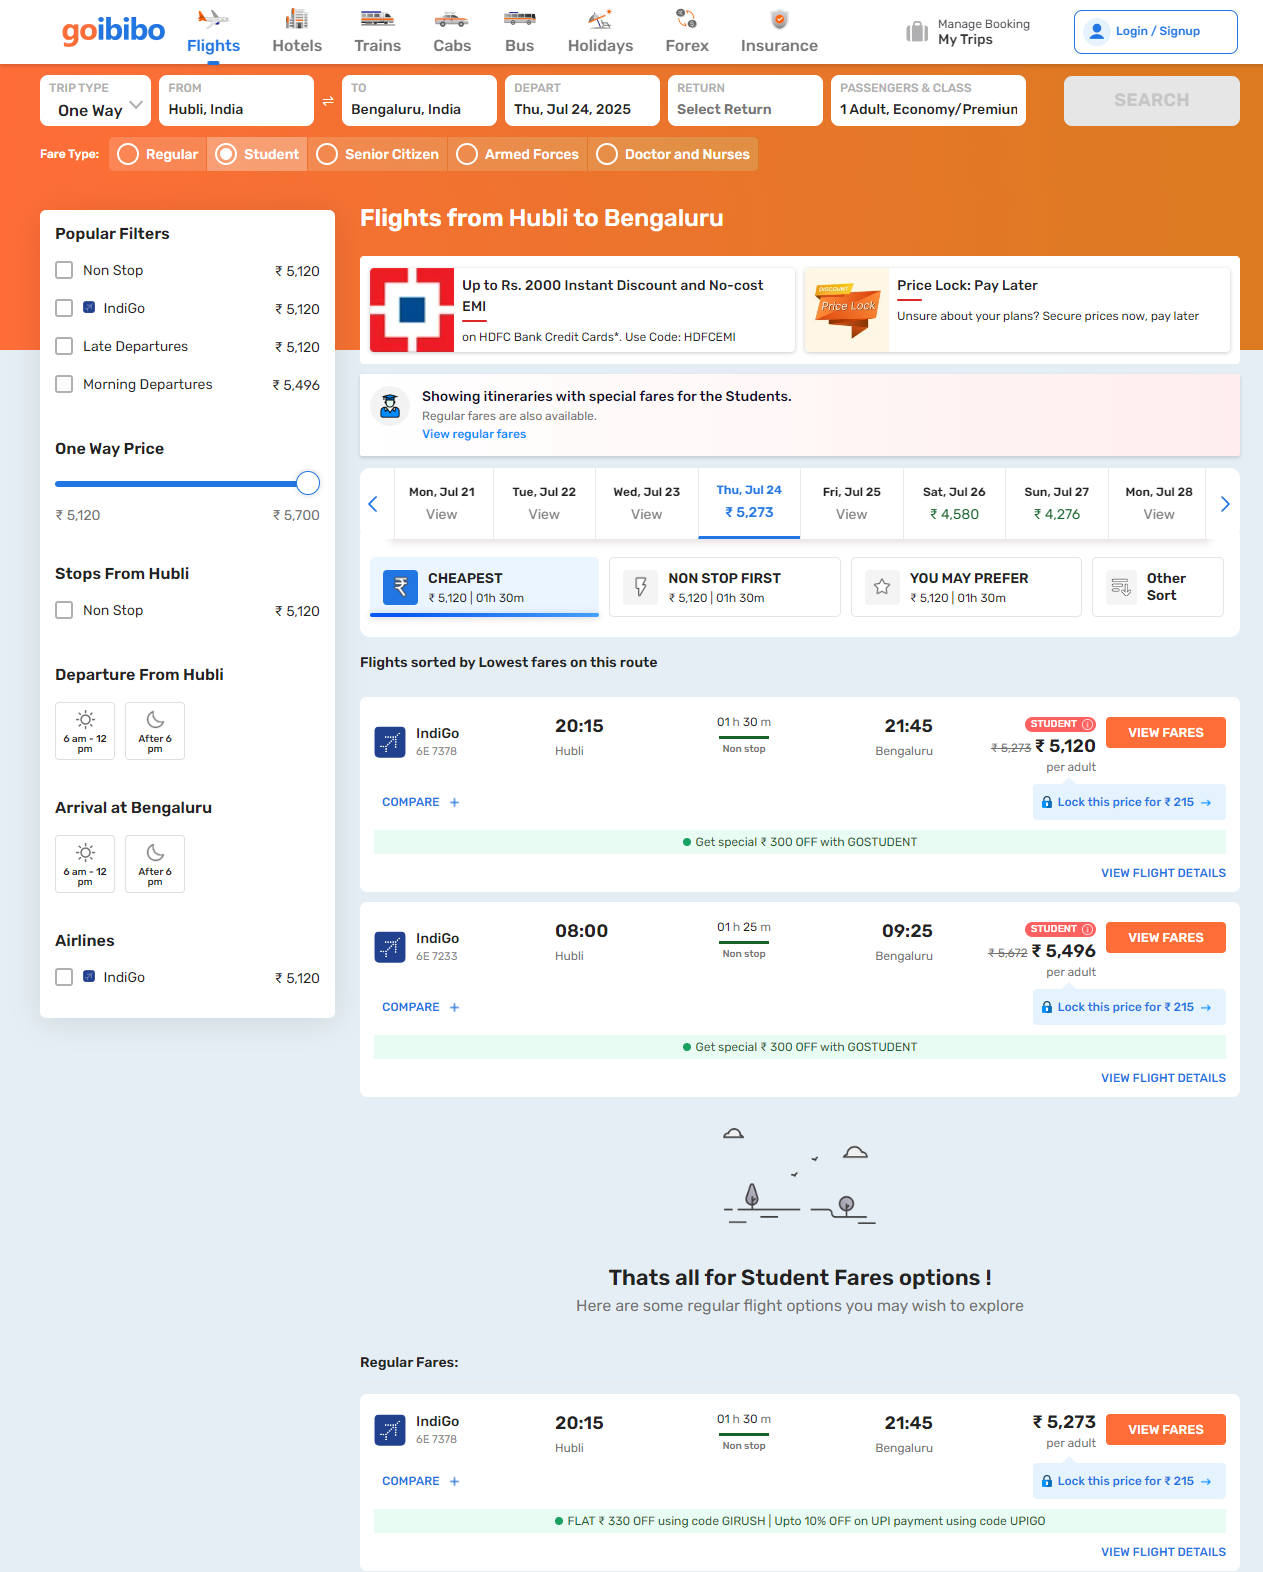 goibibo
Flights
Hotels
Trains
Cabs
Bus
Holidays
Forex
Insurance
Manage Booking
My Trips
Login / Signup
TRIP TYPE
One Way
FROM
Hubli, India
TO
Bengaluru, India
DEPART
Thu, Jul 24, 2025
RETURN
Select Return
PASSENGERS & CLASS
1 Adult, Economy/Premiun
SEARCH
Fare Type:
Regular
Student
Senior Citizen
Armed Forces
Doctor and Nurses
Popular Filters
Non Stop ₹ 5,120
IndiGo ₹ 5,120
Late Departures ₹ 5,120
Morning Departures ₹ 5,496
One Way Price
₹ 5,120 ₹ 5,700
Stops From Hubli
Non Stop ₹ 5,120
Departure From Hubli
6 am - 12
pm
After 6
pm
Arrival at Bengaluru
6 am - 12
pm
After 6
pm
Airlines
IndiGo ₹ 5,120
Flights from Hubli to Bengaluru
Up to Rs. 2000 Instant Discount and No-cost
EMI
on HDFC Bank Credit Cards*. Use Code: HDFCEMI
DISCOUNT
Price Lock
Price Lock: Pay Later
Unsure about your plans? Secure prices now, pay later
Showing itineraries with special fares for the Students.
Regular fares are also available.
View regular fares
Mon, Jul 21
View
Tue, Jul 22
View
Wed, Jul 23
View
Thu, Jul 24
₹ 5,273
Fri, Jul 25
View
Sat, Jul 26
₹ 4,580
Sun, Jul 27
₹ 4,276
Mon, Jul 28
View
₹
CHEAPEST
₹ 5,120 | 01h 30m
NON STOP FIRST
₹ 5,120 | 01h 30m
YOU MAY PREFER
₹ 5,120 | 01h 30m
Other
Sort
Flights sorted by Lowest fares on this route
IndiGo
6E 7378
20:15
Hubli
01 h 30 m
Non stop
21:45
Bengaluru
STUDENT
₹ 5,273 ₹ 5,120
per adult
VIEW FARES
COMPARE +
Lock this price for ₹ 215 →
Get special ₹ 300 OFF with GOSTUDENT
VIEW FLIGHT DETAILS
IndiGo
6E 7233
08:00
Hubli
01 h 25 m
Non stop
09:25
Bengaluru
STUDENT
₹ 5,672 ₹ 5,496
per adult
VIEW FARES
COMPARE +
Lock this price for ₹ 215 →
Get special ₹ 300 OFF with GOSTUDENT
VIEW FLIGHT DETAILS
Thats all for Student Fares options !
Here are some regular flight options you may wish to explore
Regular Fares:
IndiGo
6E 7378
20:15
Hubli
01 h 30 m
Non stop
21:45
Bengaluru
₹ 5,273
per adult
VIEW FARES
COMPARE +
Lock this price for ₹ 215 →
FLAT ₹ 330 OFF using code GIRUSH | Upto 10% OFF on UPI payment using code UPIGO
VIEW FLIGHT DETAILS